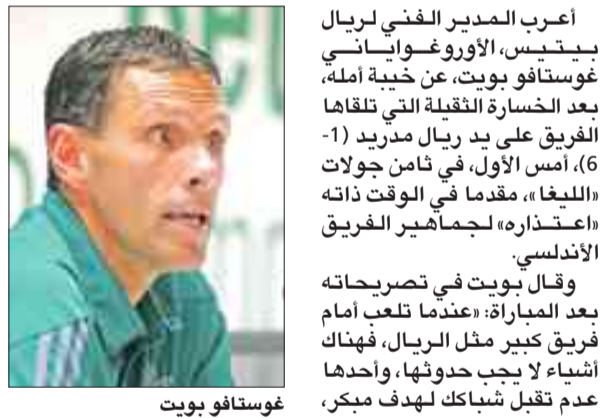 أعرب المدير الفني لريال
بيتيس، الأوروغواياني
غوستافو بويت، عن خيبة أمله،
بعد الخسارة الثقيلة التي تلقاها
الفريق على يد ريال مدريد (1-
6)، أمس الأول، في ثامن جولات
«الليغا»، مقدما في الوقت ذاته
«اعتذاره» لجماهير الفريق
الأندلسي.
وقال بويت في تصريحاته
بعد المباراة: «عندما تلعب أمام
فريق كبير مثل الريال، فهناك
أشياء لا يجب حدوثها، وأحدها
عدم تقبل شباكك لهدف مبكر،
غوستافو بويت